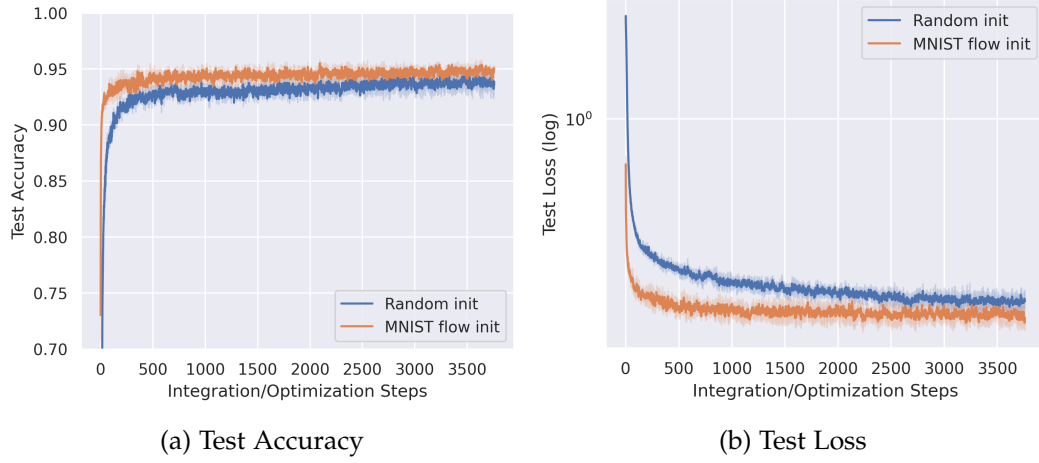 1.00
0.95
0.90
0.85
0.80
0.75
0.70
Test Accuracy
Random init
MNIST flow init
0 500 1000 1500 2000 2500 3000 3500
Integration/Optimization Steps
(a) Test Accuracy
10⁰
Test Loss (log)
Random init
MNIST flow init
0 500 1000 1500 2000 2500 3000 3500
Integration/Optimization Steps
(b) Test Loss